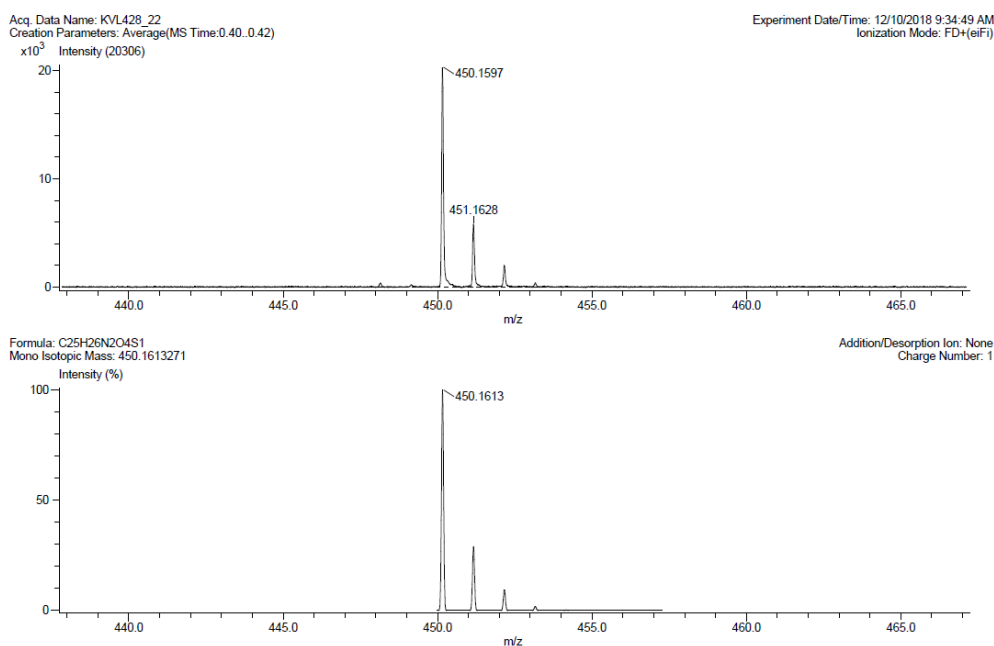 Acq. Data Name: KVL428_22
Experiment Date/Time: 12/10/2018 9:34:49 AM
Creation Parameters: Average(MS Time:0.40..0.42)
Ionization Mode: FD+(eiFi)
x10³ Intensity (20306)
20
450.1597
10
451.1628
0
440.0 445.0 450.0 455.0 460.0 465.0
m/z
Formula: C25H26N2O4S1
Addition/Desorption Ion: None
Mono Isotopic Mass: 450.1613271
Charge Number: 1
Intensity (%)
100
450.1613
50
0
440.0 445.0 450.0 455.0 460.0 465.0
m/z